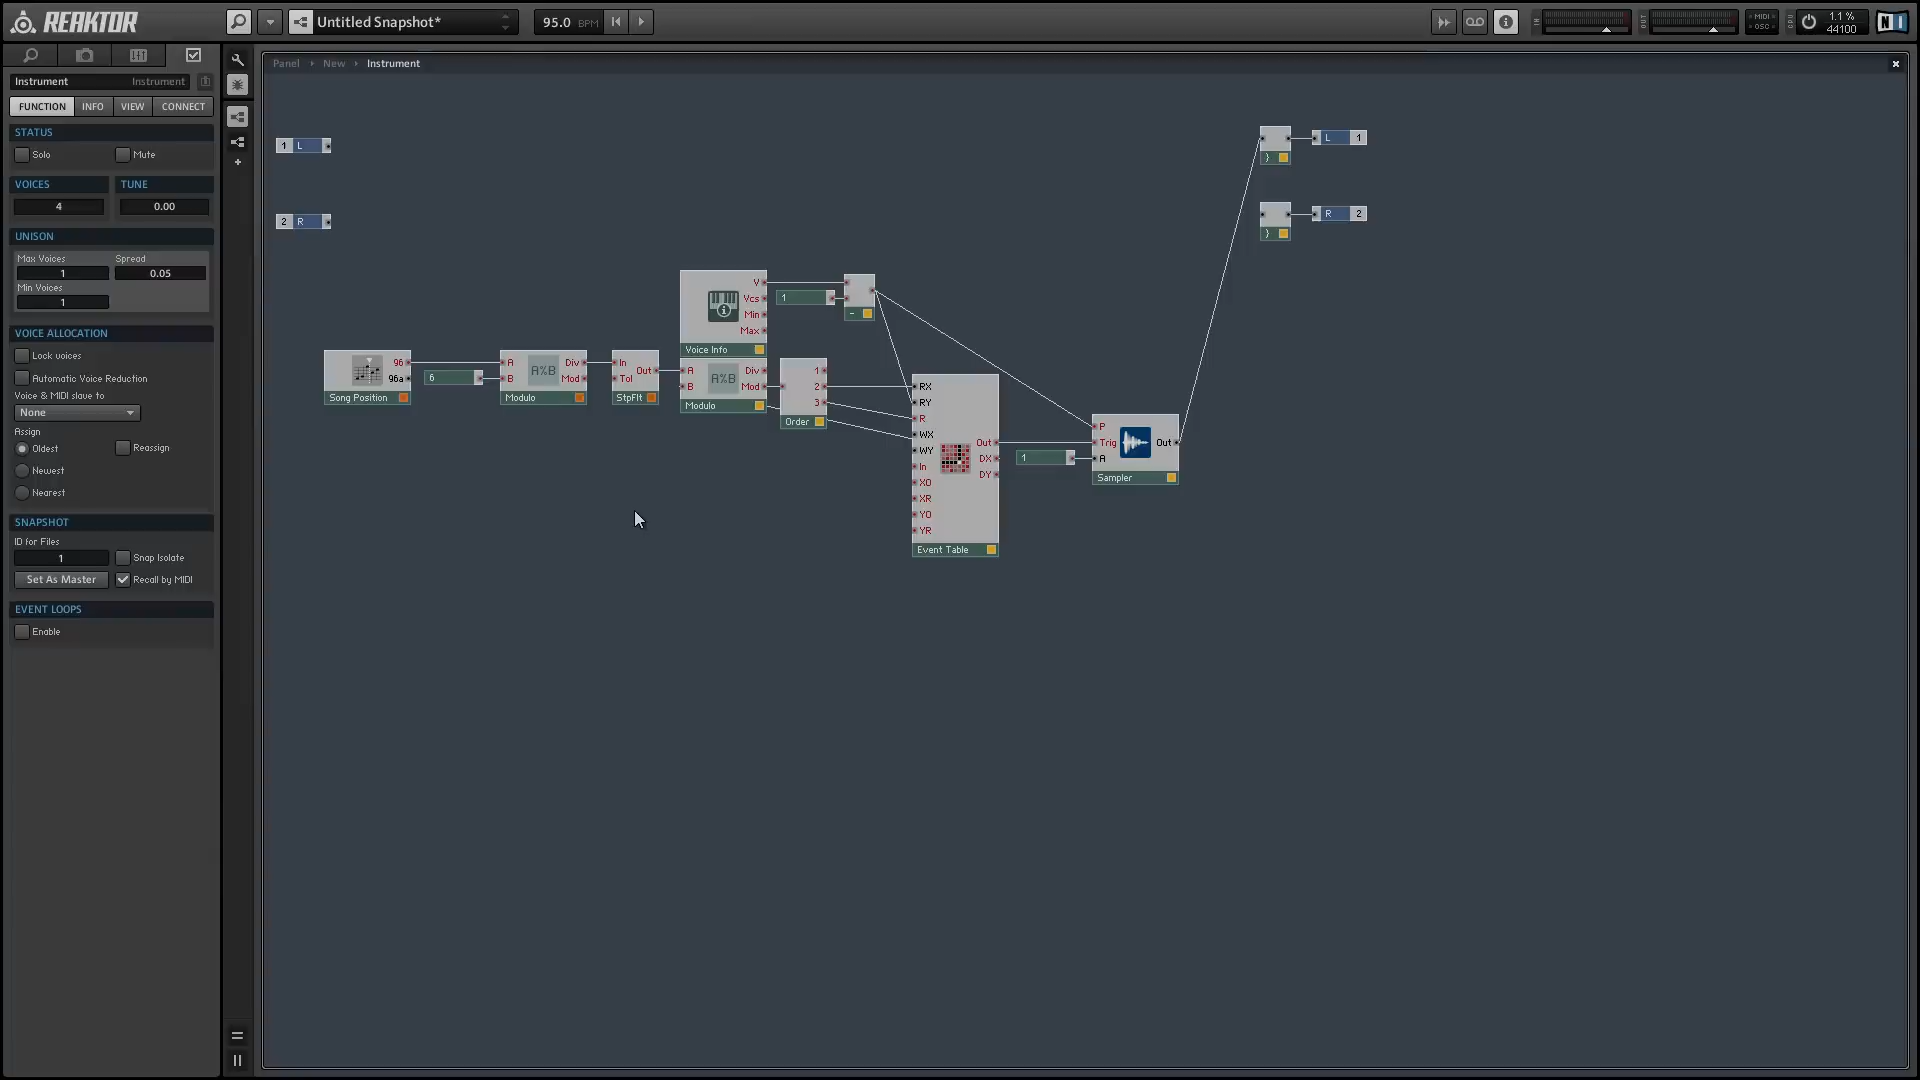 REAKTOR
Untitled Snapshot*
95.0 BPM
IN
OUT
MIDI
OSC
CPU
1.1 %
44100
NI
Instrument Instrument
FUNCTION INFO VIEW CONNECT
STATUS
Solo Mute
VOICES TUNE
4 0.00
UNISON
Max Voices Spread
1 0.05
Min Voices
1
VOICE ALLOCATION
Lock voices
Automatic Voice Reduction
Voice & MIDI slave to
None
Assign
Oldest Reassign
Newest
Nearest
SNAPSHOT
ID for Files
1 Snap Isolate
Set As Master Recall by MIDI
EVENT LOOPS
Enable
Panel New Instrument
1 L
2 R
L 1
}
R 2
}
V
Vcs
Min
Max
Voice Info
1
-
96
96a
Song Position
6
A
B
A%B
Div
Mod
Modulo
In
Tol
Out
StpFlt
A
B
A%B
Div
Mod
Modulo
1
2
3
Order
RX
RY
R
WX
WY
In
XO
XR
YO
YR
Out
DX
DY
Event Table
1
P
Trig
A
Out
Sampler